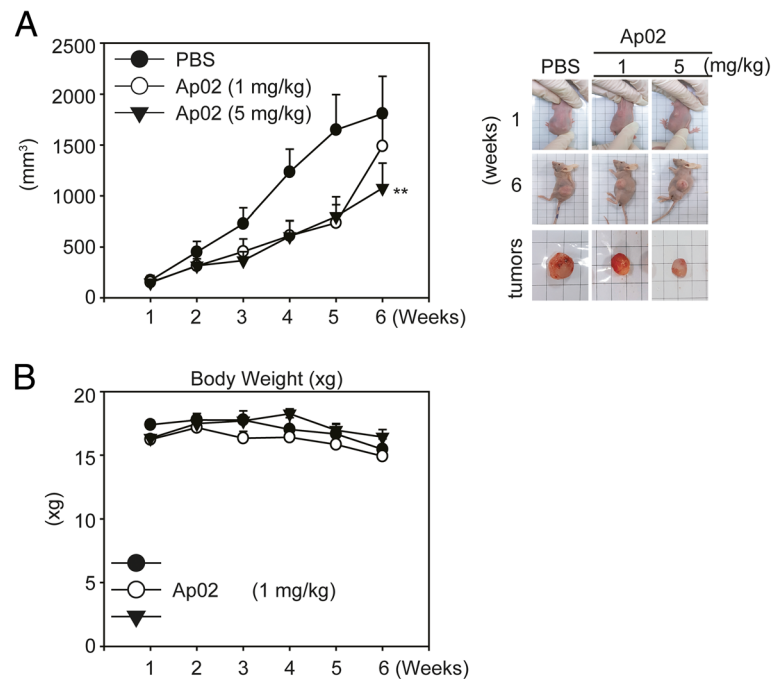 A
2500
2000
1500
1000
500
0
(mm³)
PBS
Ap02 (1 mg/kg)
Ap02 (5 mg/kg)
**
1 2 3 4 5 6 (Weeks)
Ap02
PBS 1 5 (mg/kg)
1
(weeks)
6
tumors
B
Body Weight (xg)
20
15
10
5
0
(xg)
Ap02 (1 mg/kg)
1 2 3 4 5 6 (Weeks)